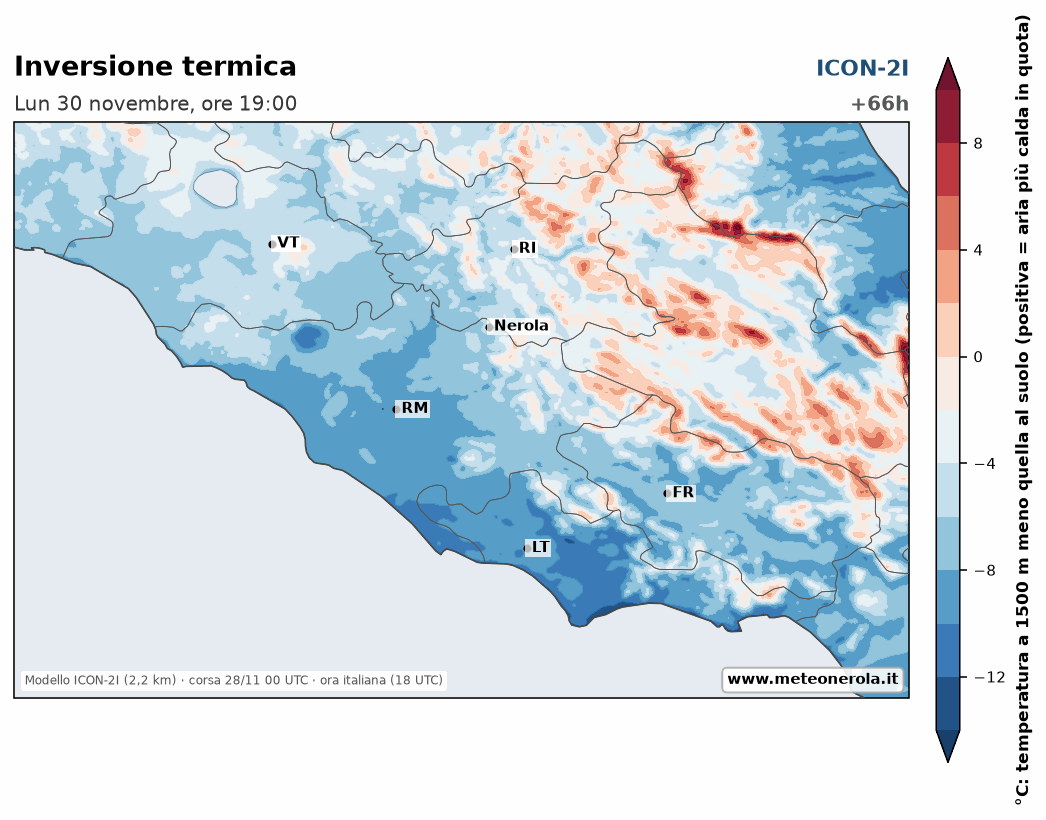 Inversione termica
ICON-2I
Lun 30 novembre, ore 19:00
+66h
VT
RI
Nerola
RM
FR
LT
Modello ICON-2I (2,2 km) · corsa 28/11 00 UTC · ora italiana (18 UTC)
www.meteonerola.it
8
4
0
−4
−8
−12
°C: temperatura a 1500 m meno quella al suolo (positiva = aria più calda in quota)